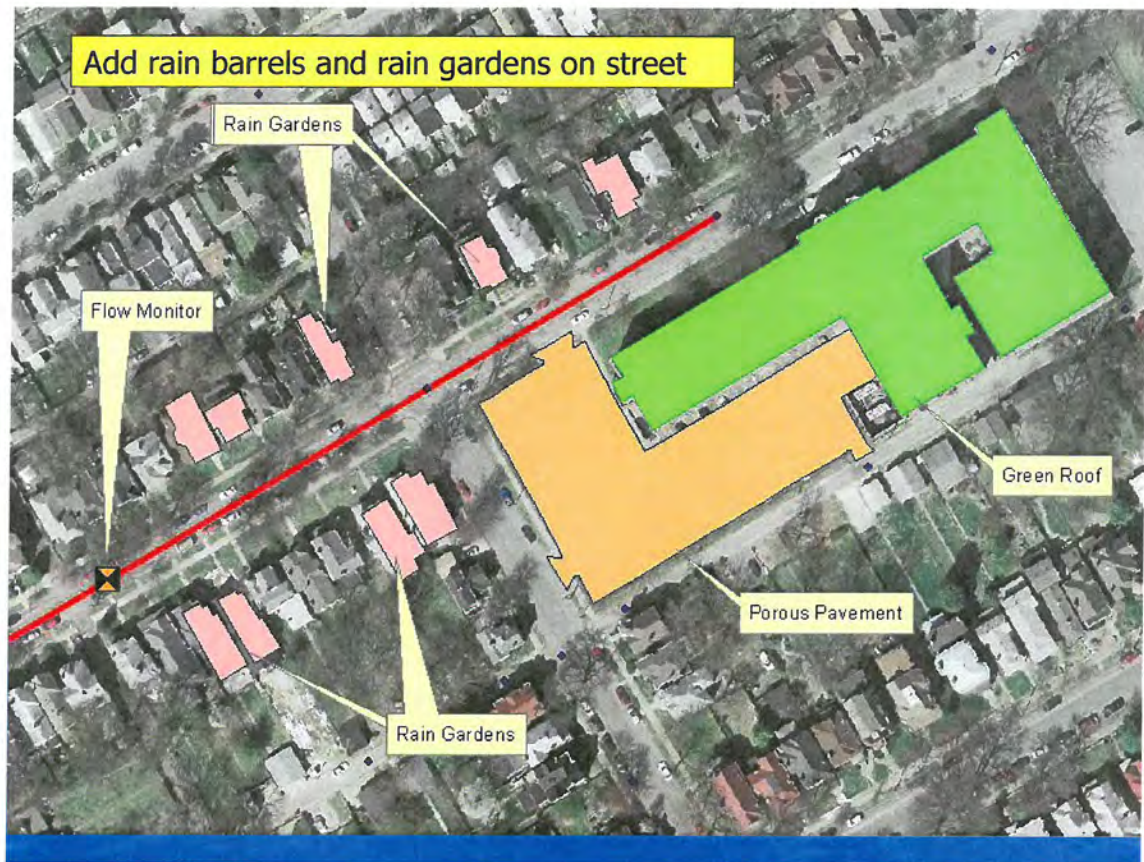 Add rain barrels and rain gardens on street
Rain Gardens
Flow Monitor
Green Roof
Porous Pavement
Rain Gardens